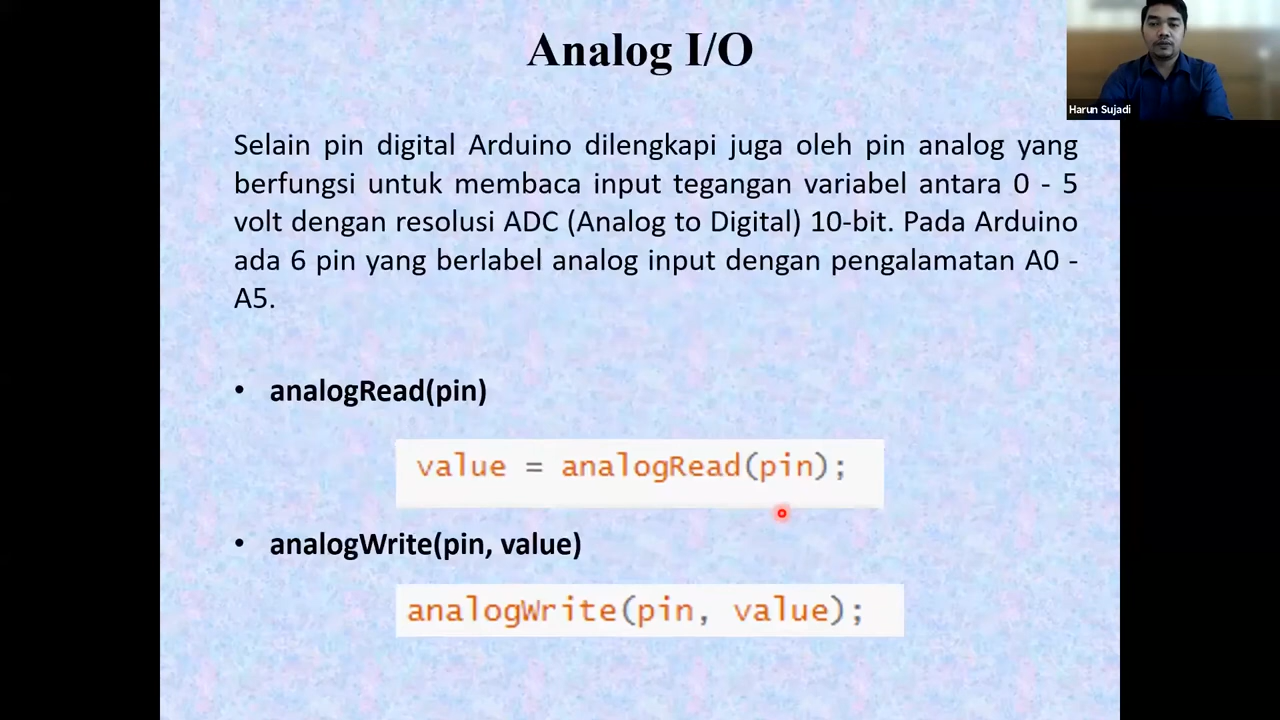 Analog I/O
Harun Sujadi
Selain pin digital Arduino dilengkapi juga oleh pin analog yang
berfungsi untuk membaca input tegangan variabel antara 0 - 5
volt dengan resolusi ADC (Analog to Digital) 10-bit. Pada Arduino
ada 6 pin yang berlabel analog input dengan pengalamatan A0 -
A5.
• analogRead(pin)
value = analogRead(pin);
• analogWrite(pin, value)
analogWrite(pin, value);